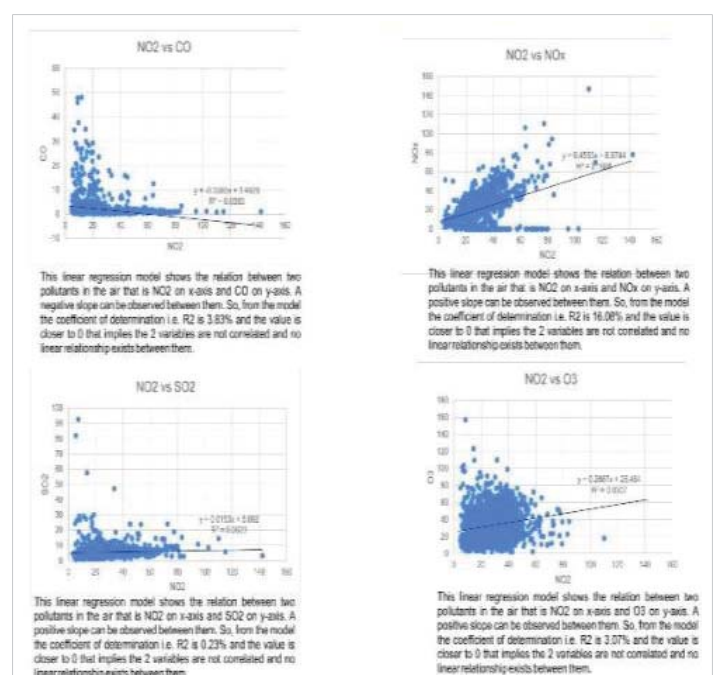 NO2 vs CO
CO
NO2
This linear regression model shows the relation between two
pollutants in the air that is NO2 on x-axis and CO on y-axis. A
negative slope can be observed between them. So, from the model
the coefficient of determination i.e. R2 is 3.83% and the value is
closer to 0 that implies the 2 variables are not correlated and no
linear relationship exists between them.
NO2 vs NOx
NOx
NO2
This linear regression model shows the relation between two
pollutants in the air that is NO2 on x-axis and NOx on y-axis. A
positive slope can be observed between them. So, from the model
the coefficient of determination i.e. R2 is 16.08% and the value is
closer to 0 that implies the 2 variables are not correlated and no
linear relationship exists between them.
NO2 vs SO2
SO2
NO2
This linear regression model shows the relation between two
pollutants in the air that is NO2 on x-axis and SO2 on y-axis. A
positive slope can be observed between them. So, from the model
the coefficient of determination i.e. R2 is 0.23% and the value is
closer to 0 that implies the 2 variables are not correlated and no
linear relationship exists between them.
NO2 vs O3
O3
NO2
This linear regression model shows the relation between two
pollutants in the air that is NO2 on x-axis and O3 on y-axis. A
positive slope can be observed between them. So, from the model
the coefficient of determination i.e. R2 is 3.07% and the value is
closer to 0 that implies the 2 variables are not correlated and no
linear relationship exists between them.